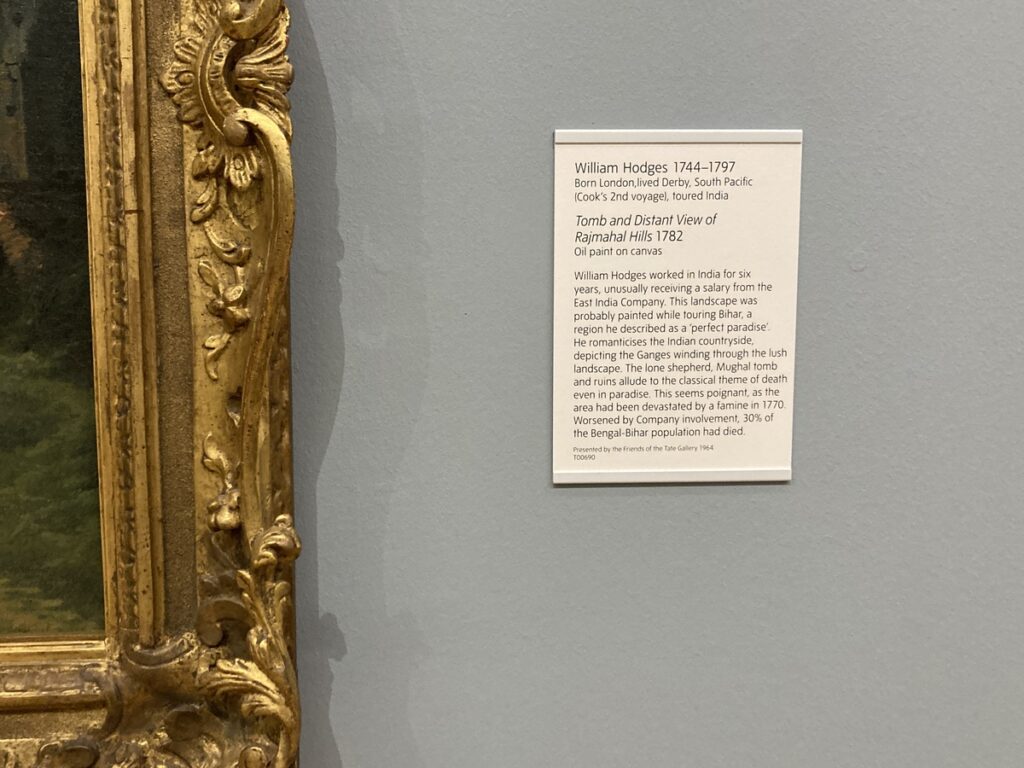 William Hodges 1744–1797
Born London,lived Derby, South Pacific
(Cook's 2nd voyage), toured India
Tomb and Distant View of
Rajmahal Hills 1782
Oil paint on canvas
William Hodges worked in India for six
years, unusually receiving a salary from the
East India Company. This landscape was
probably painted while touring Bihar, a
region he described as a 'perfect paradise'.
He romanticises the Indian countryside,
depicting the Ganges winding through the lush
landscape. The lone shepherd, Mughal tomb
and ruins allude to the classical theme of death
even in paradise. This seems poignant, as the
area had been devastated by a famine in 1770.
Worsened by Company involvement, 30% of
the Bengal-Bihar population had died.
Presented by the Friends of the Tate Gallery 1964
T00690